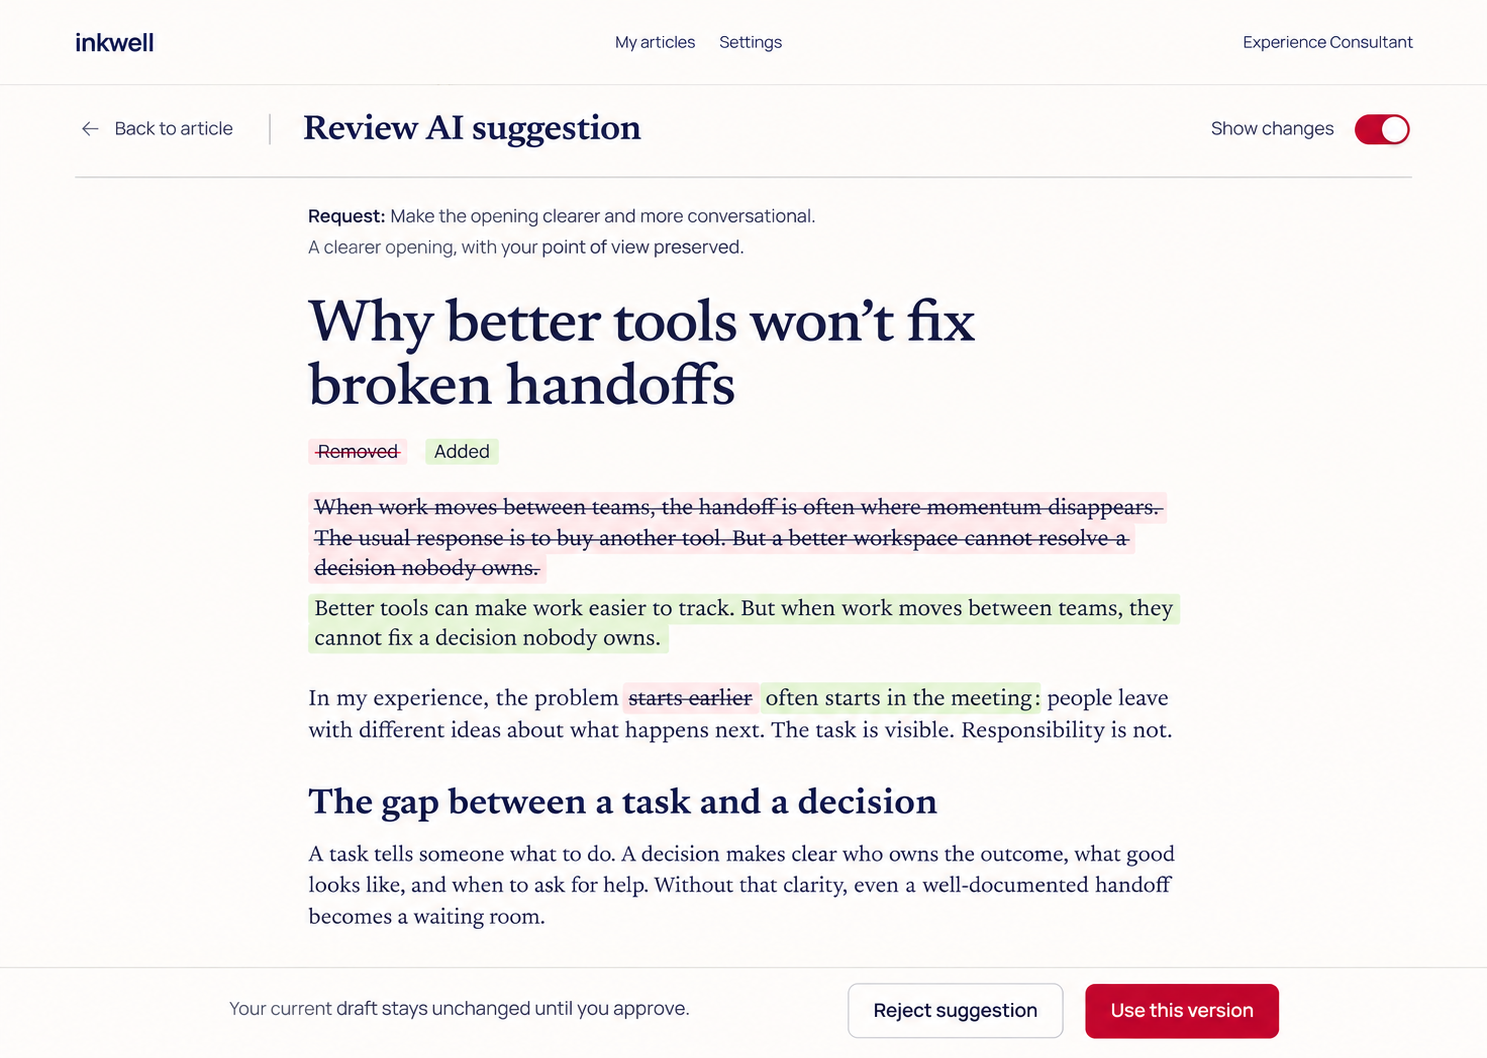 inkwell
My articles Settings
Experience Consultant
← Back to article
Review AI suggestion
Show changes
Request: Make the opening clearer and more conversational.
A clearer opening, with your point of view preserved.
Why better tools won’t fix
broken handoffs
Removed Added
When work moves between teams, the handoff is often where momentum disappears.
The usual response is to buy another tool. But a better workspace cannot resolve a
decision nobody owns.
Better tools can make work easier to track. But when work moves between teams, they
cannot fix a decision nobody owns.
In my experience, the problem starts earlier often starts in the meeting: people leave
with different ideas about what happens next. The task is visible. Responsibility is not.
The gap between a task and a decision
A task tells someone what to do. A decision makes clear who owns the outcome, what good
looks like, and when to ask for help. Without that clarity, even a well-documented handoff
becomes a waiting room.
Your current draft stays unchanged until you approve.
Reject suggestion
Use this version